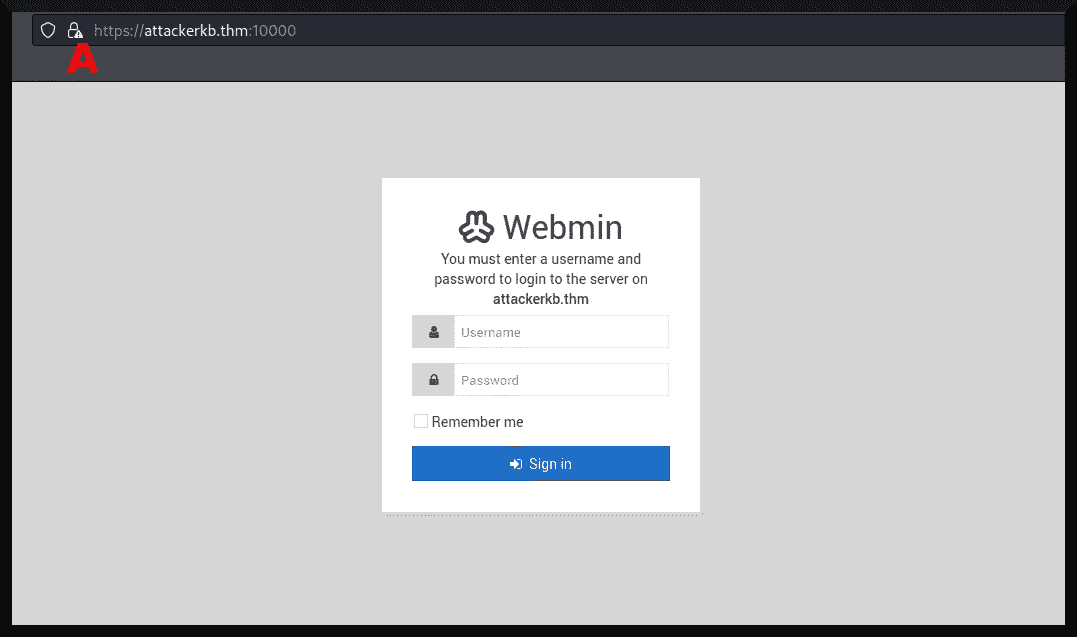 https://attackerkb.thm:10000
A
Webmin
You must enter a username and
password to login to the server on
attackerkb.thm
Username
Password
Remember me
Sign in